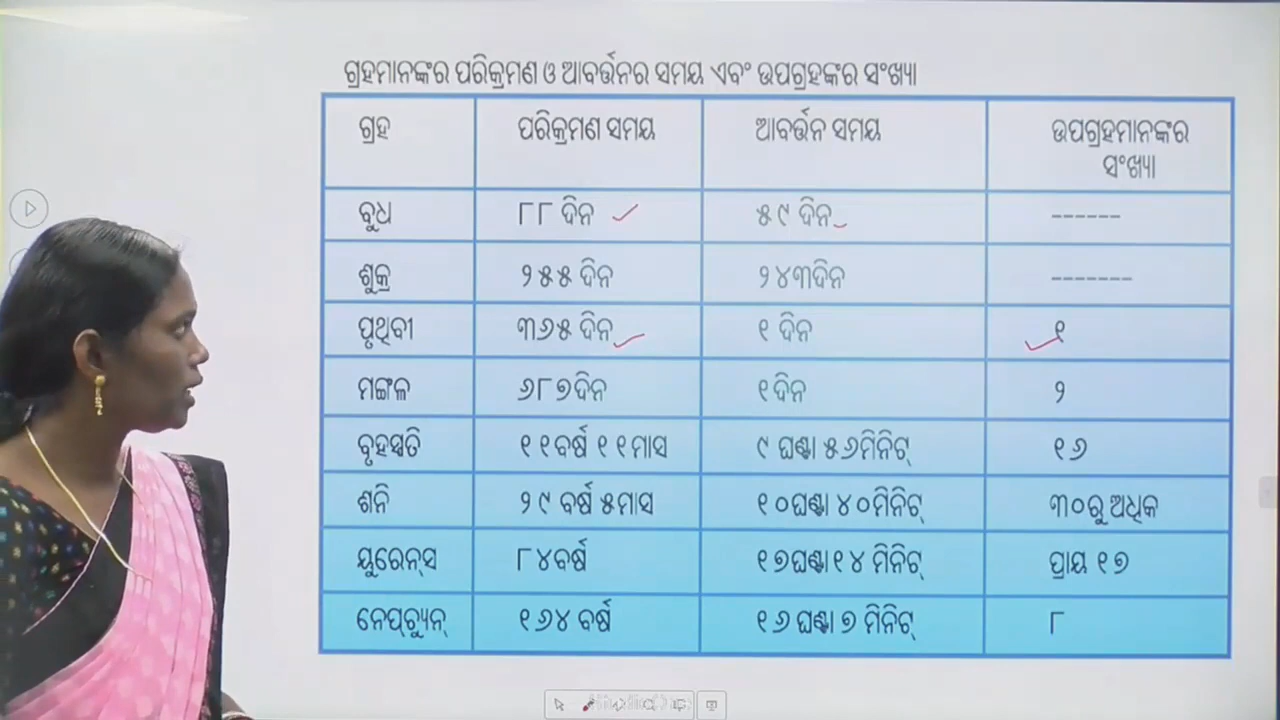 ଗ୍ରହମାନଙ୍କର ପରିକ୍ରମଣ ଓ ଆବର୍ତ୍ତନର ସମୟ ଏବଂ ଉପଗ୍ରହଙ୍କର ସଂଖ୍ୟା
ଗ୍ରହ ପରିକ୍ରମଣ ସମୟ ଆବର୍ତ୍ତନ ସମୟ ଉପଗ୍ରହମାନଙ୍କର
ସଂଖ୍ୟା
ବୁଧ ୮୮ ଦିନ ୫୯ ଦିନ ------
ଶୁକ୍ର ୨୫୫ ଦିନ ୨୪୩ଦିନ -------
ପୃଥିବୀ ୩୬୫ ଦିନ ୧ ଦିନ ୧
ମଙ୍ଗଳ ୬୮୭ଦିନ ୧ଦିନ ୨
ବୃହସ୍ପତି ୧୧ବର୍ଷ ୧୧ମାସ ୯ ଘଣ୍ଟା ୫୬ମିନିଟ୍ ୧୬
ଶନି ୨୯ ବର୍ଷ ୫ମାସ ୧୦ଘଣ୍ଟା ୪୦ମିନିଟ୍ ୩୦ରୁ ଅଧିକ
ୟୁରେନ୍‌ସ ୮୪ବର୍ଷ ୧୭ଘଣ୍ଟା୧୪ ମିନିଟ୍ ପ୍ରାୟ ୧୭
ନେପ୍‌ଚ୍ୟୁନ୍ ୧୬୪ ବର୍ଷ ୧୬ ଘଣ୍ଟା ୭ ମିନିଟ୍ ୮